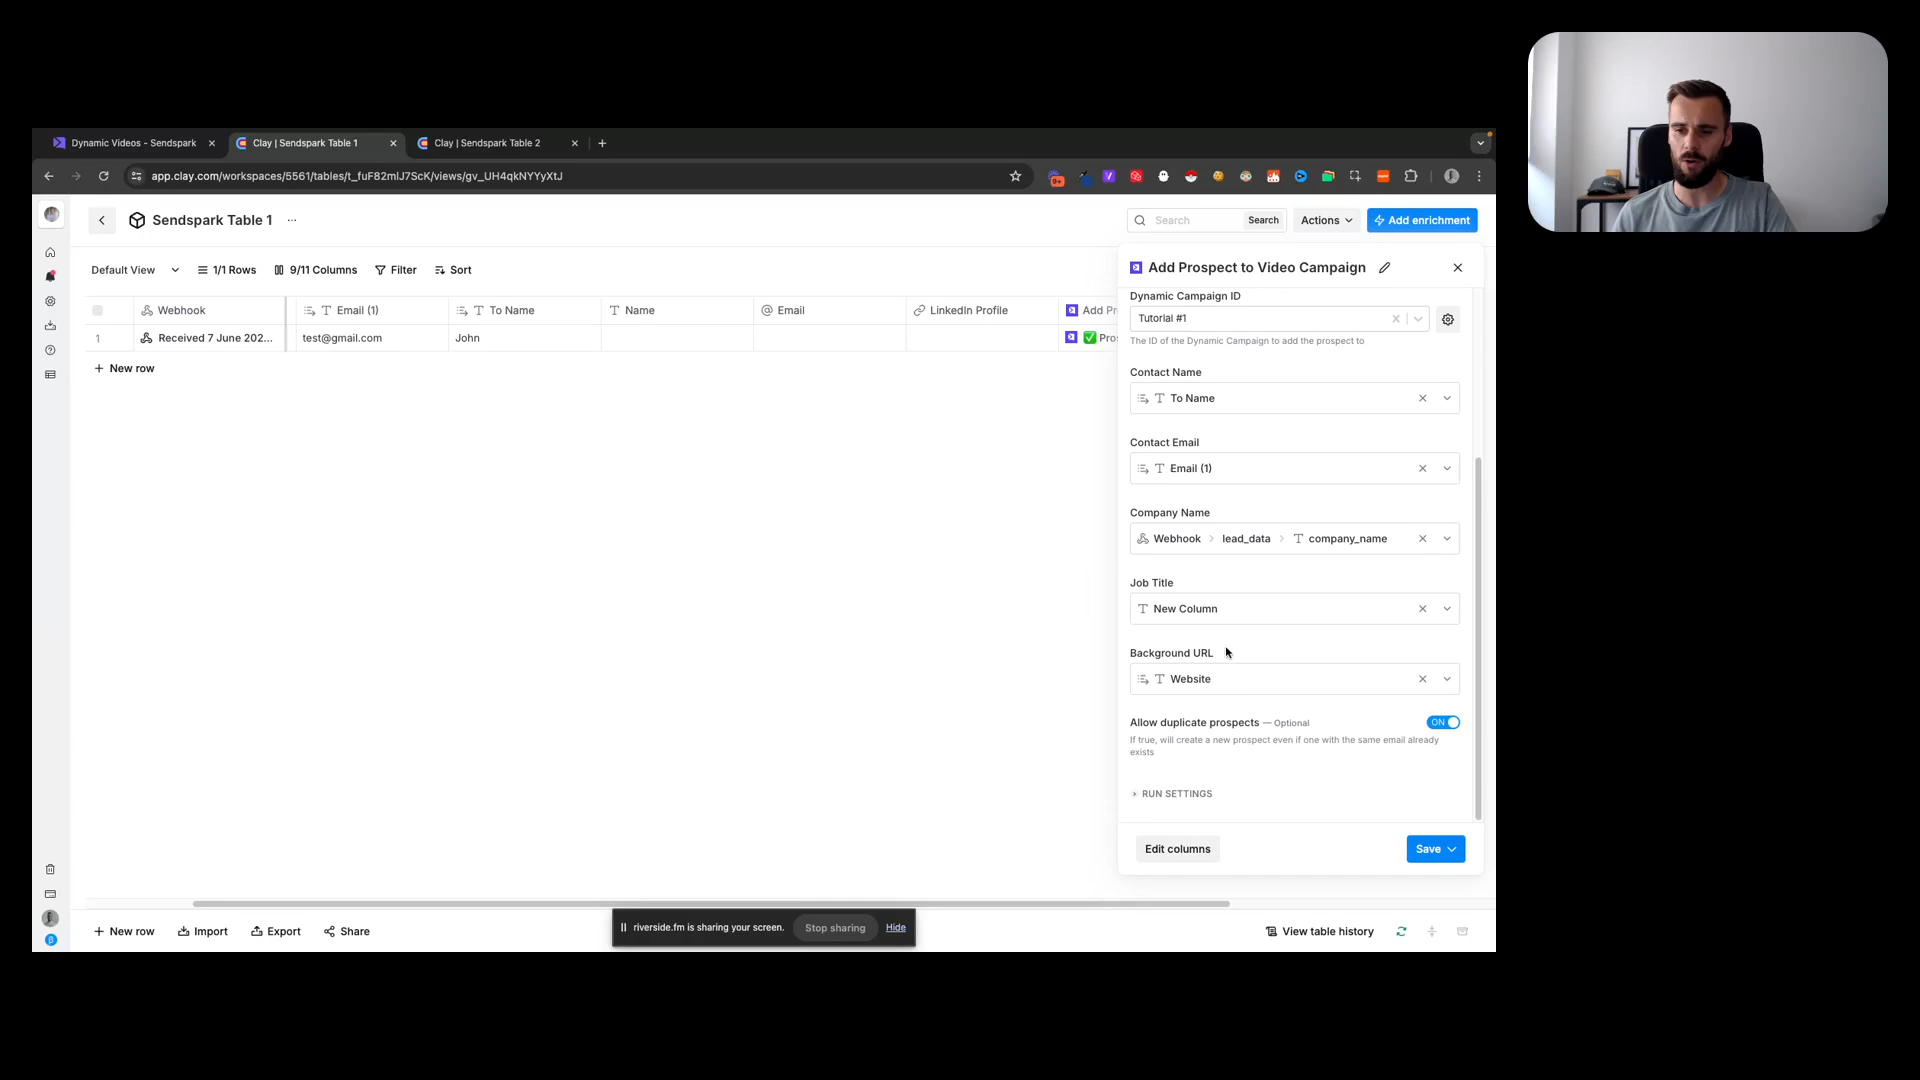 Dynamic Videos - Sendspark
Clay | Sendspark Table 1
Clay | Sendspark Table 2
app.clay.com/workspaces/5561/tables/t_fuF82mlJ7ScK/views/gv_UH4qkNYYyXtJ
9+
Sendspark Table 1
Search
Search
Actions
Add enrichment
Default View
1/1 Rows
9/11 Columns
Filter
Sort
Webhook
Email (1)
To Name
Name
Email
LinkedIn Profile
Add Pr
1
Received 7 June 202...
test@gmail.com
John
Pros
New row
Add Prospect to Video Campaign
Dynamic Campaign ID
Tutorial #1
The ID of the Dynamic Campaign to add the prospect to
Contact Name
To Name
Contact Email
Email (1)
Company Name
Webhook > lead_data > company_name
Job Title
New Column
Background URL
Website
Allow duplicate prospects — Optional
ON
If true, will create a new prospect even if one with the same email already
exists
RUN SETTINGS
Edit columns
Save
New row
Import
Export
Share
riverside.fm is sharing your screen.
Stop sharing
Hide
View table history